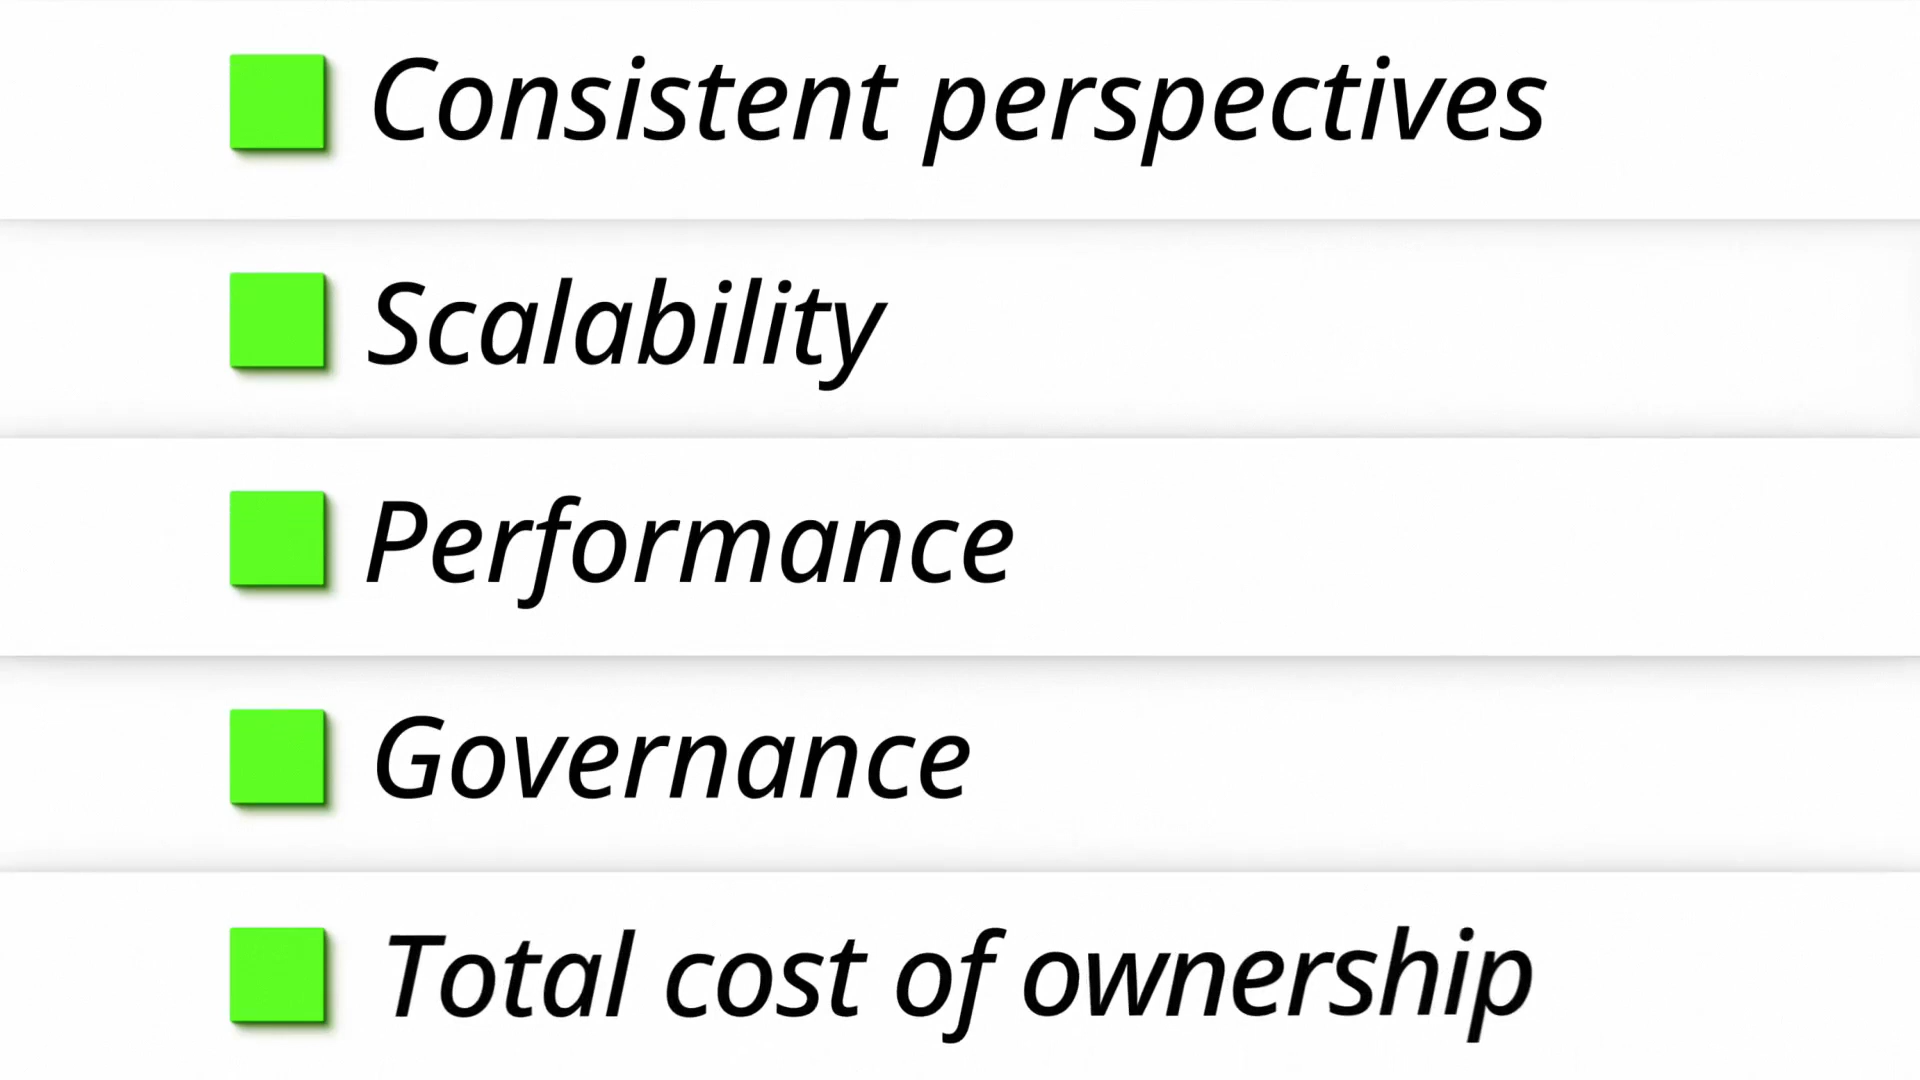 Consistent perspectives
Scalability
Performance
Governance
Total cost of ownership